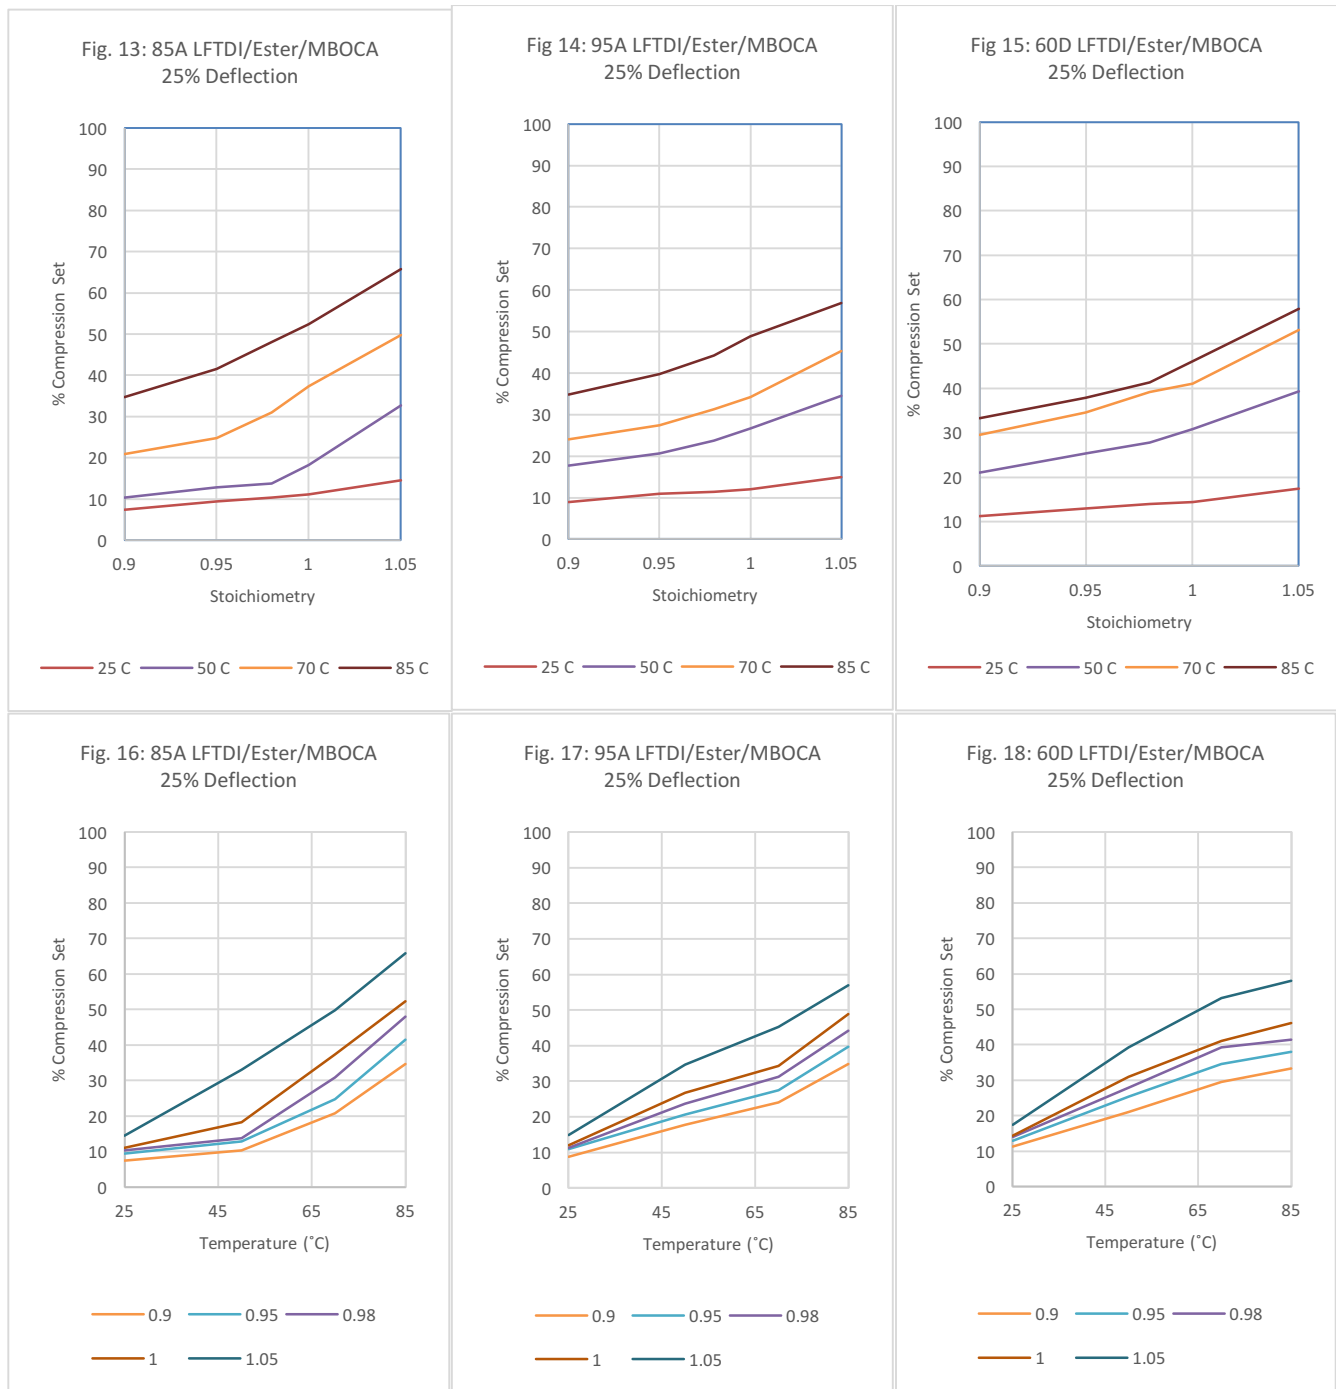 Fig. 13: 85A LFTDI/Ester/MBOCA
25% Deflection
% Compression Set
100
90
80
70
60
50
40
30
20
10
0
0.9 0.95 1 1.05
Stoichiometry
25 C 50 C 70 C 85 C
Fig 14: 95A LFTDI/Ester/MBOCA
25% Deflection
% Compression Set
100
90
80
70
60
50
40
30
20
10
0
0.9 0.95 1 1.05
Stoichiometry
25 C 50 C 70 C 85 C
Fig 15: 60D LFTDI/Ester/MBOCA
25% Deflection
% Compression Set
100
90
80
70
60
50
40
30
20
10
0
0.9 0.95 1 1.05
Stoichiometry
25 C 50 C 70 C 85 C
Fig. 16: 85A LFTDI/Ester/MBOCA
25% Deflection
% Compression Set
100
90
80
70
60
50
40
30
20
10
0
25 45 65 85
Temperature (˚C)
0.9 0.95 0.98
1 1.05
Fig. 17: 95A LFTDI/Ester/MBOCA
25% Deflection
% Compression Set
100
90
80
70
60
50
40
30
20
10
0
25 45 65 85
Temperature (˚C)
0.9 0.95 0.98
1 1.05
Fig. 18: 60D LFTDI/Ester/MBOCA
25% Deflection
% Compression Set
100
90
80
70
60
50
40
30
20
10
0
25 45 65 85
Temperature (˚C)
0.9 0.95 0.98
1 1.05